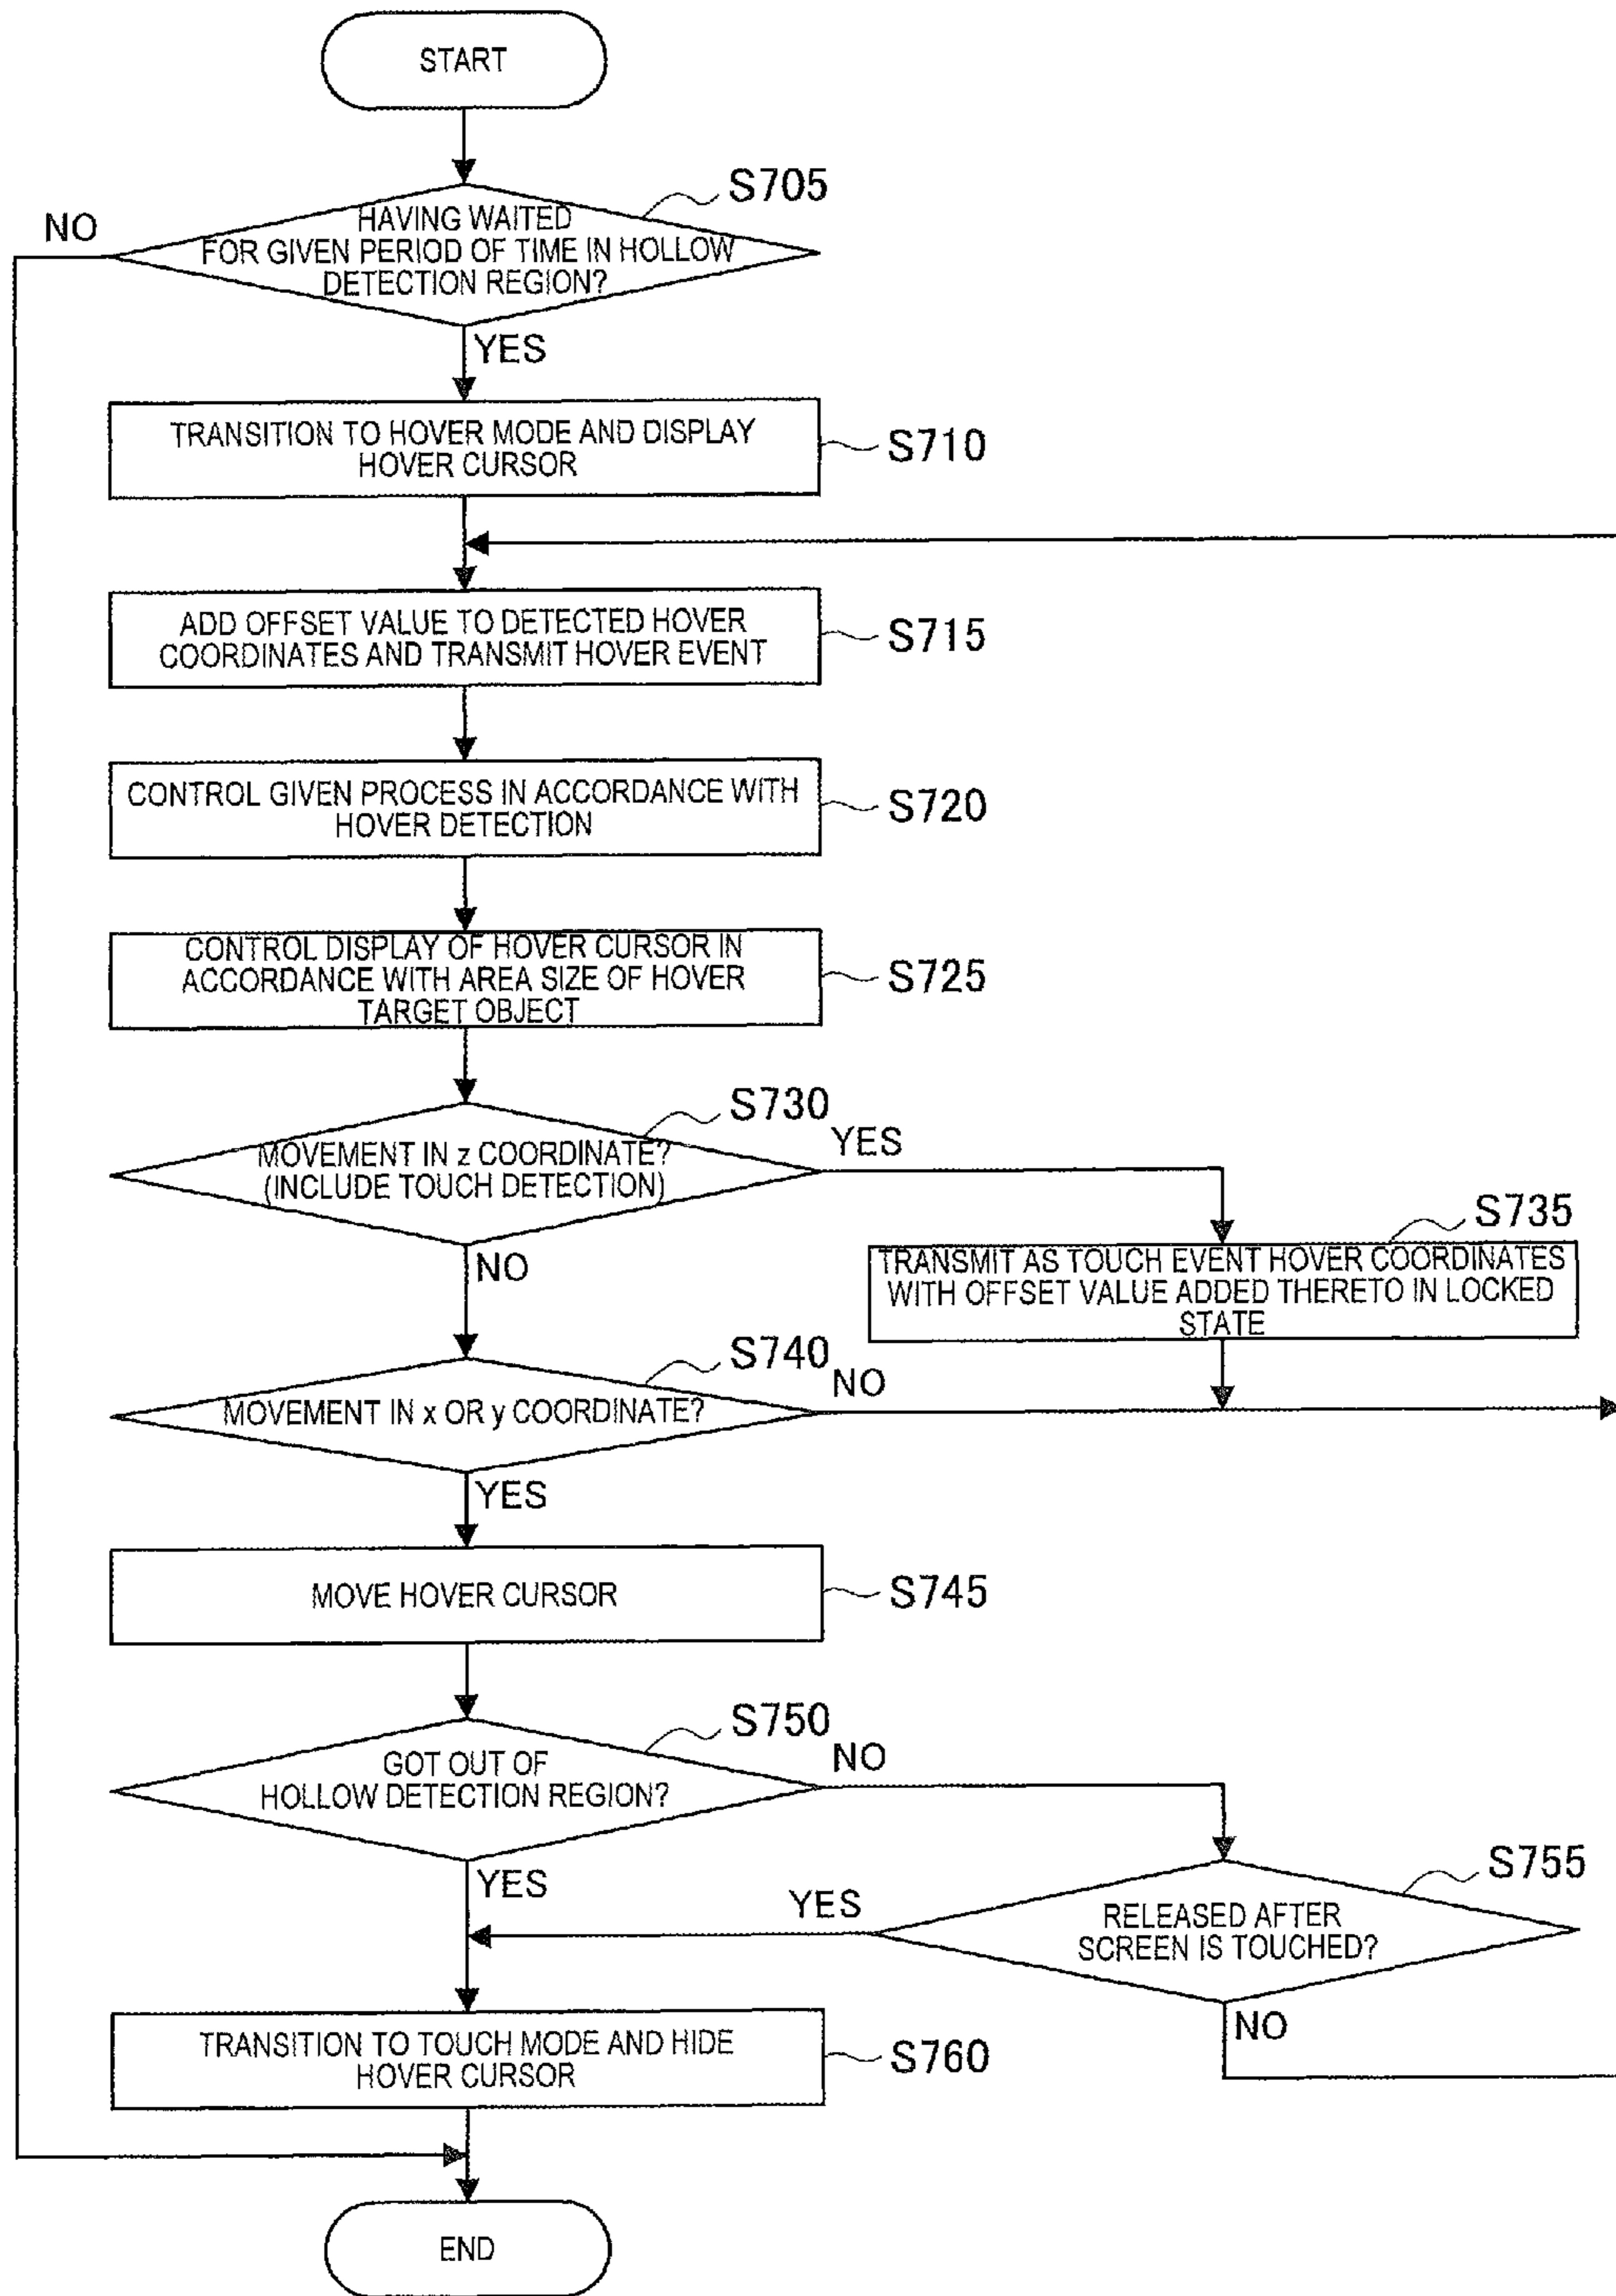 START
S705
NO
HAVING WAITED
FOR GIVEN PERIOD OF TIME IN HOLLOW
DETECTION REGION?
YES
TRANSITION TO HOVER MODE AND DISPLAY
HOVER CURSOR
S710
ADD OFFSET VALUE TO DETECTED HOVER
COORDINATES AND TRANSMIT HOVER EVENT
S715
CONTROL GIVEN PROCESS IN ACCORDANCE WITH
HOVER DETECTION
S720
CONTROL DISPLAY OF HOVER CURSOR IN
ACCORDANCE WITH AREA SIZE OF HOVER
TARGET OBJECT
S725
S730
MOVEMENT IN z COORDINATE?
(INCLUDE TOUCH DETECTION)
YES
NO
S735
TRANSMIT AS TOUCH EVENT HOVER COORDINATES
WITH OFFSET VALUE ADDED THERETO IN LOCKED
STATE
S740
MOVEMENT IN x OR y COORDINATE?
NO
YES
MOVE HOVER CURSOR
S745
S750
GOT OUT OF
HOLLOW DETECTION REGION?
NO
YES
S755
RELEASED AFTER
SCREEN IS TOUCHED?
YES
NO
TRANSITION TO TOUCH MODE AND HIDE
HOVER CURSOR
S760
END